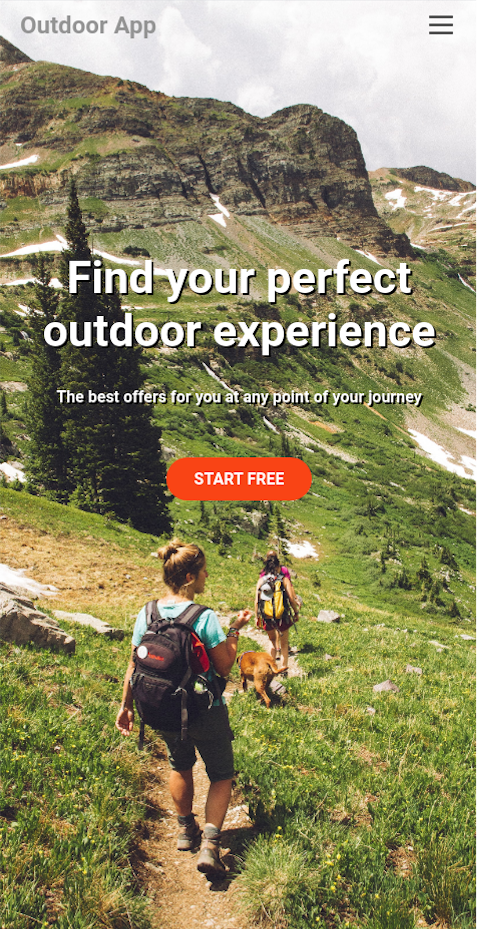 Outdoor App
Find your perfect
outdoor experience
The best offers for you at any point of your journey
START FREE